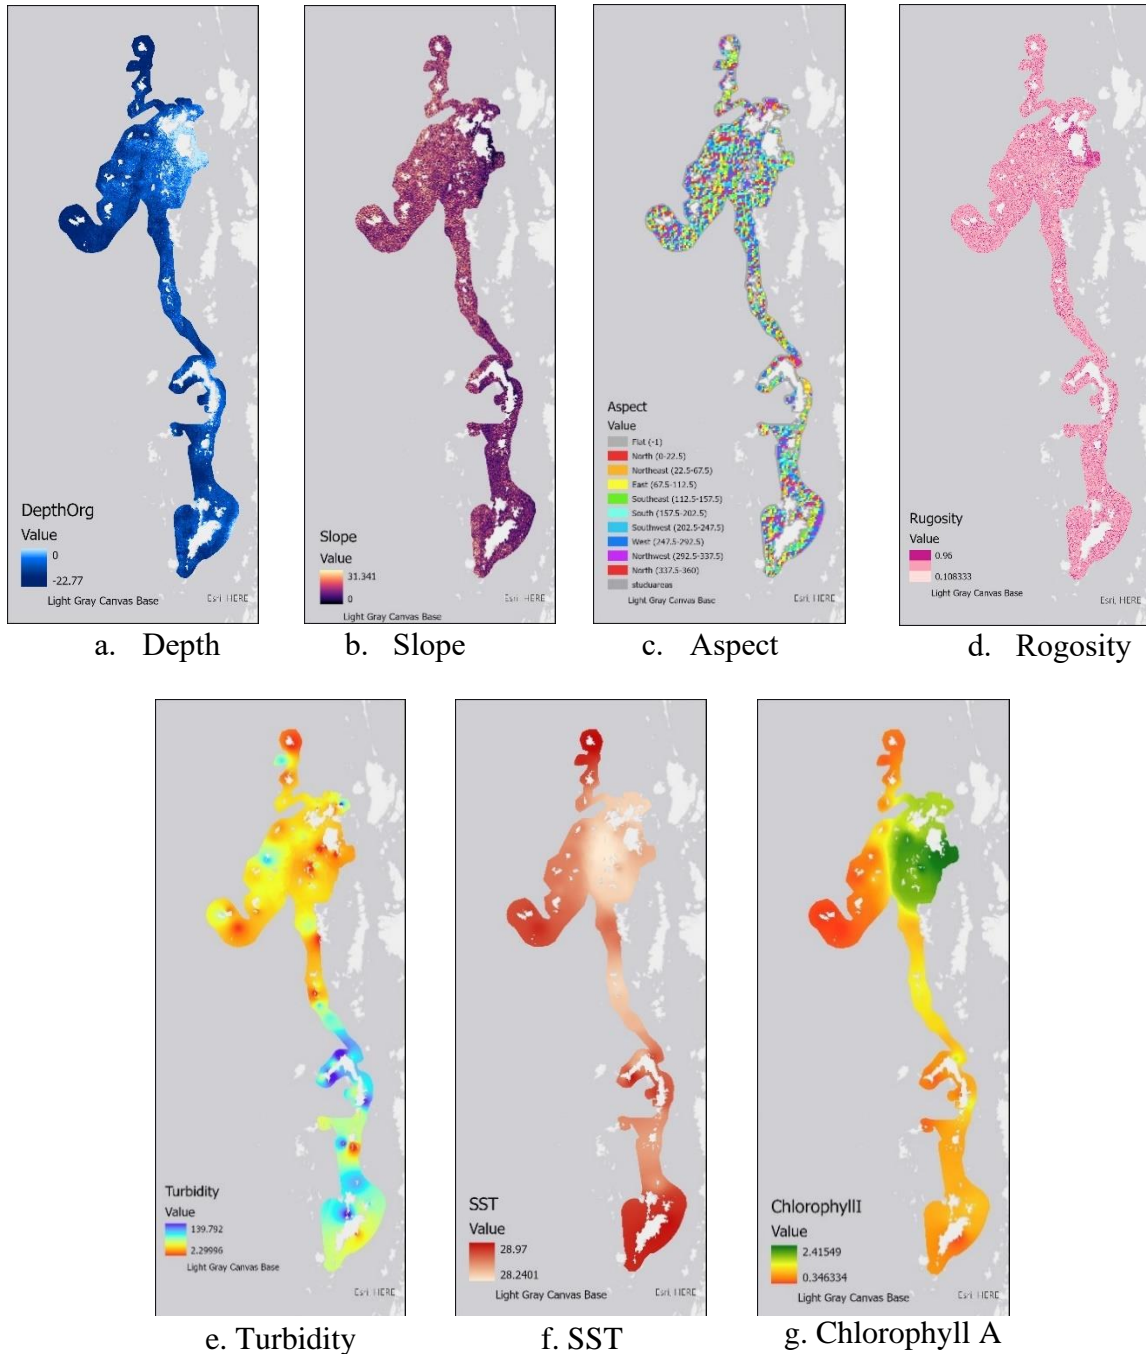 DepthOrg
Value
0
-22.77
Light Gray Canvas Base
Esri, HERE
Slope
Value
31.341
0
Light Gray Canvas Base
Esri, HERE
Aspect
Value
Flat (-1)
North (0-22.5)
Northeast (22.5-67.5)
East (67.5-112.5)
Southeast (112.5-157.5)
South (157.5-202.5)
Southwest (202.5-247.5)
West (247.5-292.5)
Northwest (292.5-337.5)
North (337.5-360)
studuareas
Light Gray Canvas Base
Esri, HERE
Rugosity
Value
0.96
0.108333
Light Gray Canvas Base
Esri, HERE
a. Depth
b. Slope
c. Aspect
d. Rogosity
Turbidity
Value
139.792
2.29996
Light Gray Canvas Base
Esri, HERE
SST
Value
28.97
28.2401
Light Gray Canvas Base
Esri, HERE
ChlorophyllI
Value
2.41549
0.346334
Light Gray Canvas Base
Esri, HERE
e. Turbidity
f. SST
g. Chlorophyll A